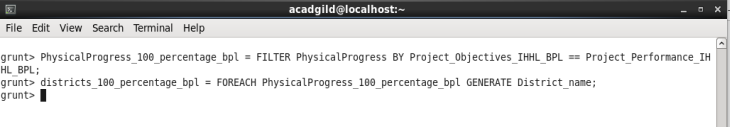 acadgild@localhost:~
File Edit View Search Terminal Help
grunt> PhysicalProgress_100_percentage_bpl = FILTER PhysicalProgress BY Project_Objectives_IHHL_BPL == Project_Performance_IH
HL_BPL;
grunt> districts_100_percentage_bpl = FOREACH PhysicalProgress_100_percentage_bpl GENERATE District_name;
grunt>